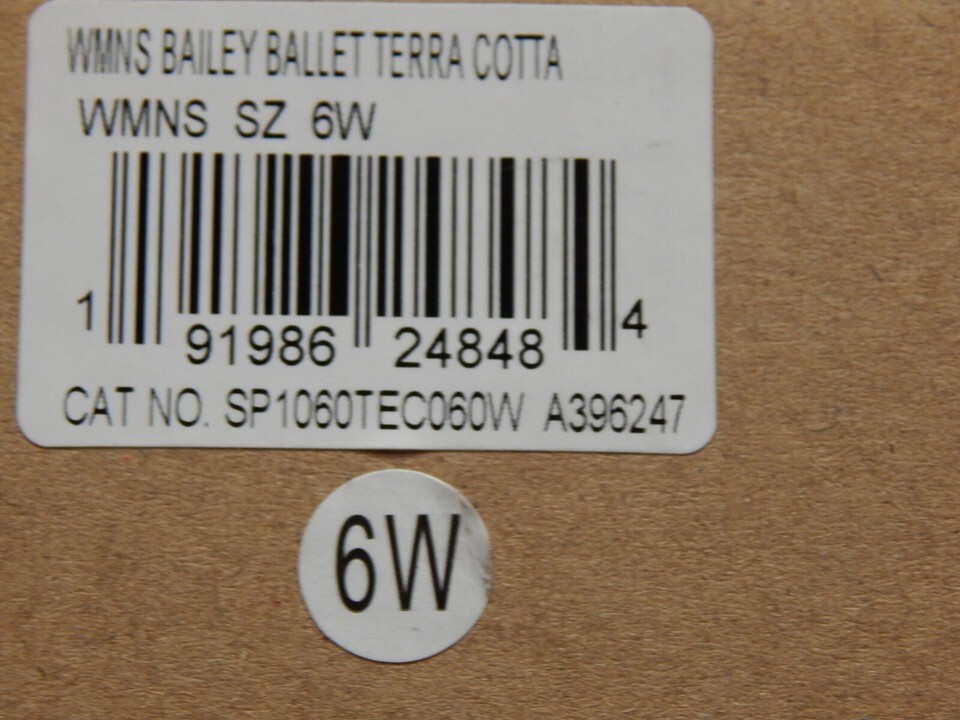 WMNS BAILEY BALLET TERRA COTTA
WMNS SZ 6W
1 91986 24848 4
CAT NO. SP1060TEC060W A396247
6W